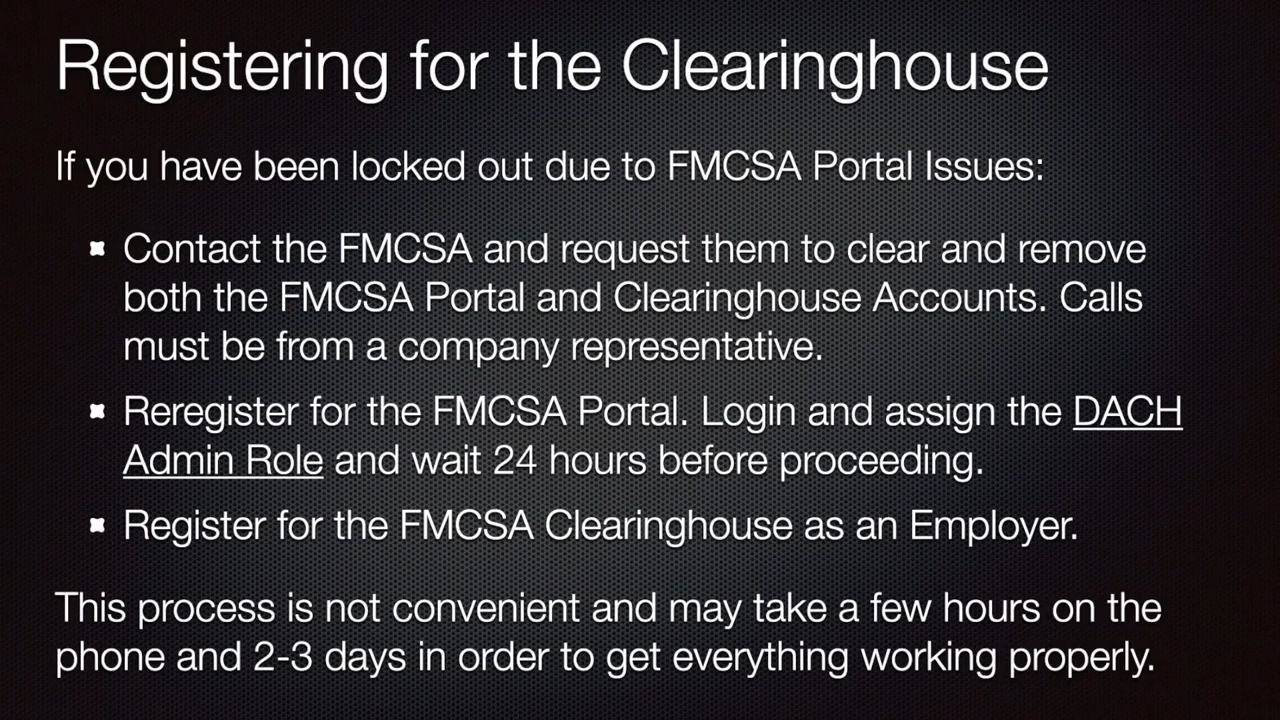 Registering for the Clearinghouse
If you have been locked out due to FMCSA Portal Issues:
Contact the FMCSA and request them to clear and remove
both the FMCSA Portal and Clearinghouse Accounts. Calls
must be from a company representative.
Reregister for the FMCSA Portal. Login and assign the DACH
Admin Role and wait 24 hours before proceeding.
Register for the FMCSA Clearinghouse as an Employer.
This process is not convenient and may take a few hours on the
phone and 2-3 days in order to get everything working properly.